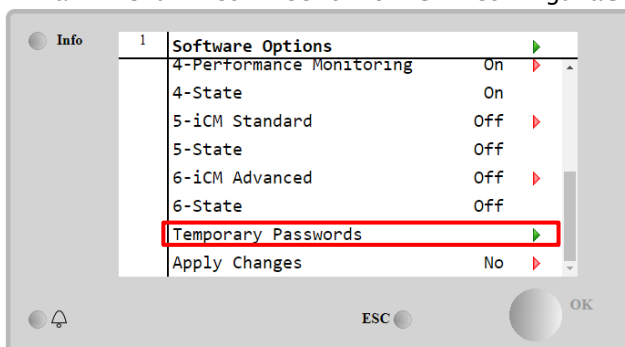 Info
1
Software Options
4-Performance Monitoring On
4-State On
5-iCM Standard Off
5-State Off
6-iCM Advanced Off
6-State Off
Temporary Passwords
Apply Changes No
ESC
OK